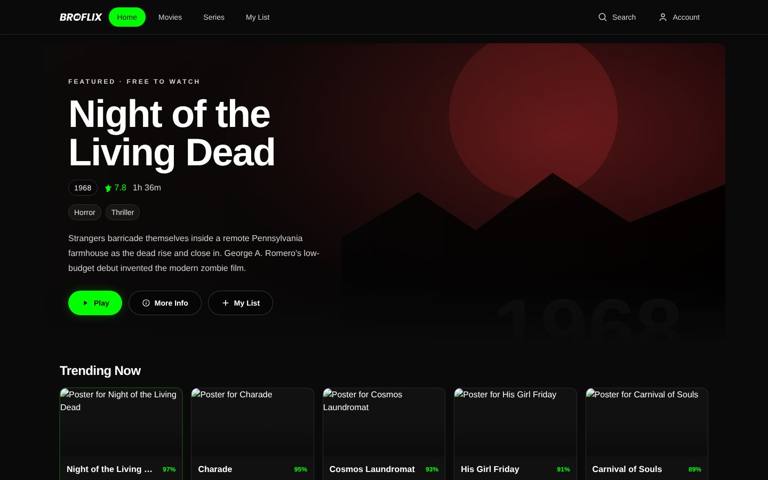 BROFLIX Home Movies Series My List Search Account
FEATURED · FREE TO WATCH
Night of the
Living Dead
1968 7.8 1h 36m
Horror Thriller
Strangers barricade themselves inside a remote Pennsylvania
farmhouse as the dead rise and close in. George A. Romero's low-
budget debut invented the modern zombie film.
Play More Info My List
1968
Trending Now
Poster for Night of the Living
Dead
Poster for Charade
Poster for Cosmos
Laundromat
Poster for His Girl Friday
Poster for Carnival of Souls
Night of the Living ... 97%
Charade 95%
Cosmos Laundromat 93%
His Girl Friday 91%
Carnival of Souls 89%